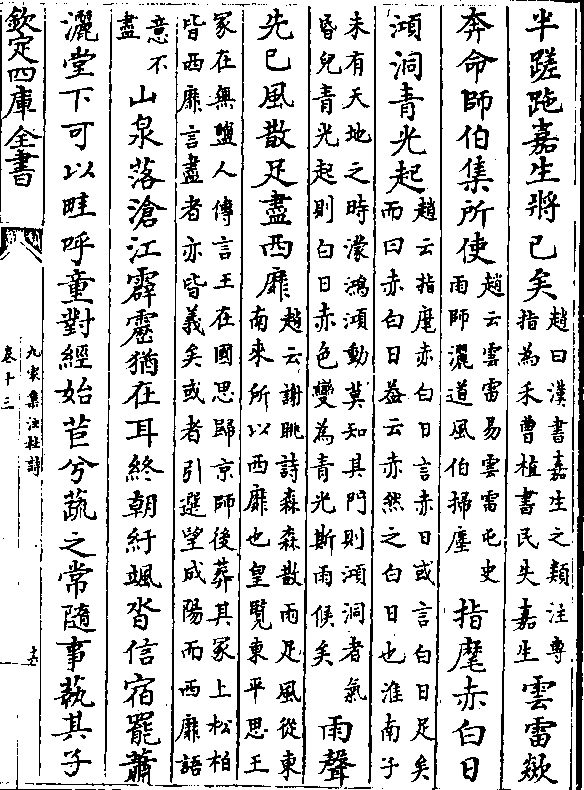 半蹉跎嘉生將已矣趙曰漢書嘉生之類注專
指為禾曹植書民失嘉生雲雷歘
奔命師伯集所使趙云雲雷易雲雷屯史
雨師灑道風伯掃塵指麾赤白日
澒洞青光起趙云指麾赤白日言赤日或言白日足矣
而曰赤白日益云赤然之白日也淮南子
未有天地之時濛鴻澒動莫知其門則澒洞者氣
昏兒青光起則白日赤色變為青光斯雨候矣雨聲
先已風散足盡西靡趙云謝眺詩森森散雨足風從東
南來所以西靡也皇覽東平思王
冢在無鹽人傳言王在國思歸京師後葬其冢上松柏
皆西靡言盡者亦皆義矣或者引選望成陽而西靡語
意不
盡山泉落滄江霹靂猶在耳終朝紆颯沓信宿罷蕭
灑堂下可以畦呼童對經始苣兮蔬之常隨事蓺其子
欽定四庫全書
九家集注杜詩
卷十三